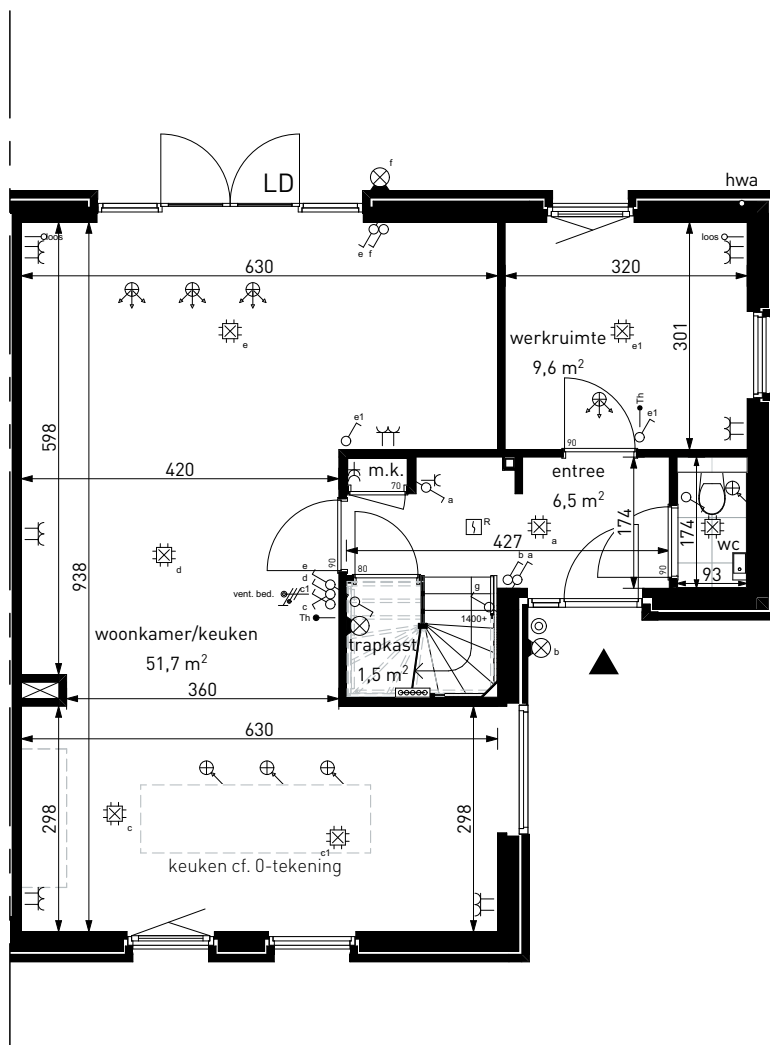 f
LD
hwa
loos
e f
loos
630
320
e
werkruimte
e1
9,6 m²
301
Th
e1
e1
90
598
420
m.k.
70
a
entree
6,5 m²
R
a
174
174
wc
427
93
90
90
80
d
938
e
d
c1
c
vent. bed.
Th
b a
g
1400+
woonkamer/keuken
51,7 m²
trapkast
1,5 m²
b
360
630
298
298
c
c1
keuken cf. 0-tekening